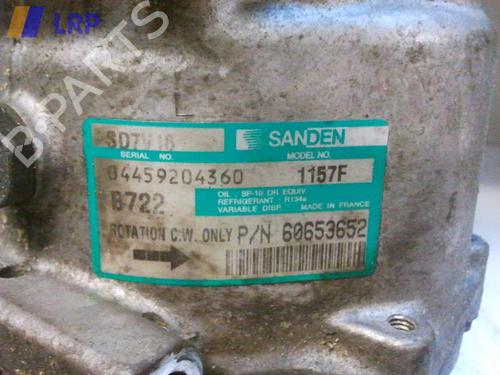 LRP
B-PARTS
SD7V16
SANDEN
SERIAL NO.
MODEL NO.
04459204360
1157F
B722
OIL : SP-10 OR EQUIV.
REFRIGERANT : R134a
VARIABLE DISP. MADE IN FRANCE
ROTATION C.W. ONLY
P/N 60653652